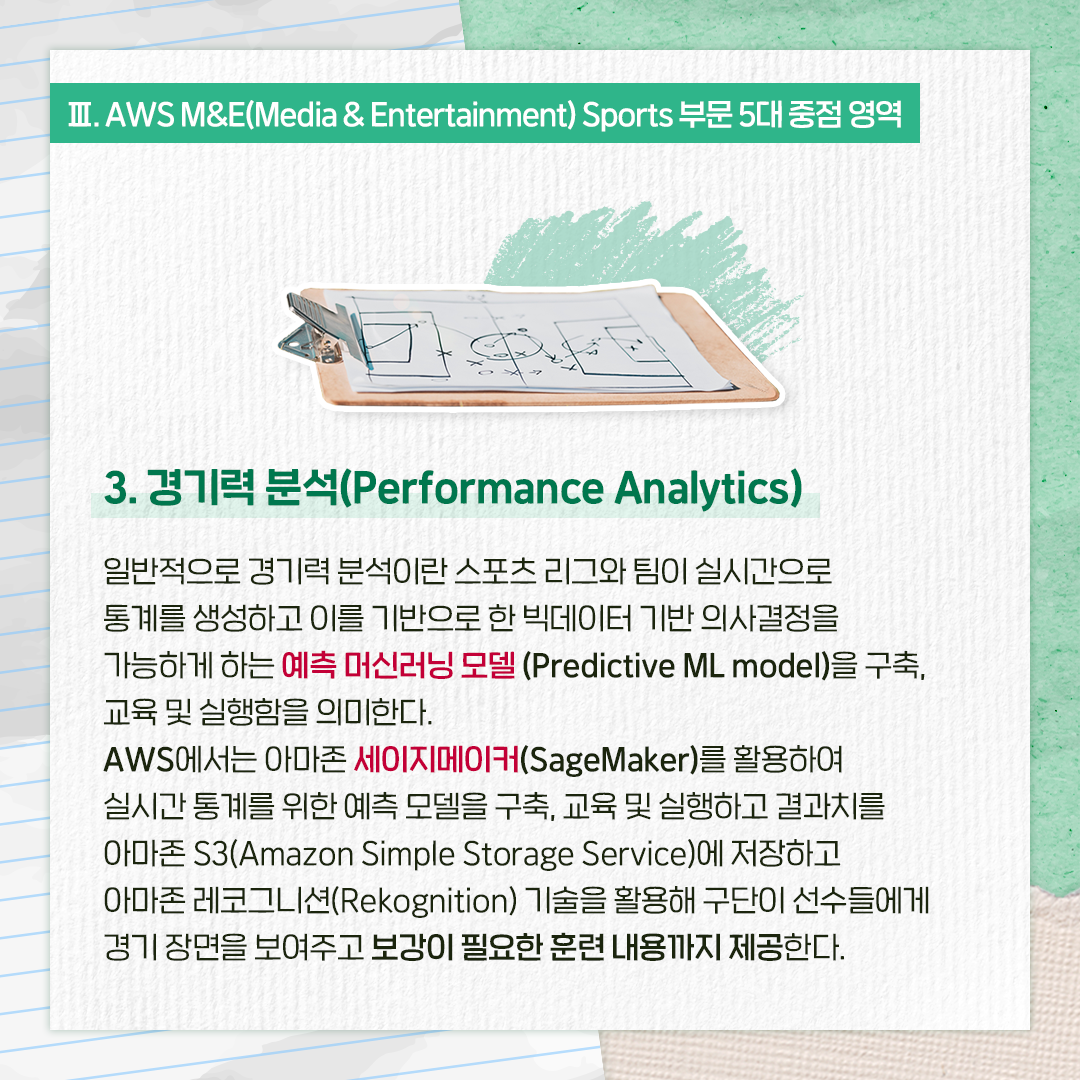 Ⅲ. AWS M&E(Media & Entertainment) Sports 부문 5대 중점 영역
3. 경기력 분석(Performance Analytics)
일반적으로 경기력 분석이란 스포츠 리그와 팀이 실시간으로
통계를 생성하고 이를 기반으로 한 빅데이터 기반 의사결정을
가능하게 하는 예측 머신러닝 모델 (Predictive ML model)을 구축,
교육 및 실행함을 의미한다.
AWS에서는 아마존 세이지메이커(SageMaker)를 활용하여
실시간 통계를 위한 예측 모델을 구축, 교육 및 실행하고 결과치를
아마존 S3(Amazon Simple Storage Service)에 저장하고
아마존 레코그니션(Rekognition) 기술을 활용해 구단이 선수들에게
경기 장면을 보여주고 보강이 필요한 훈련 내용까지 제공한다.